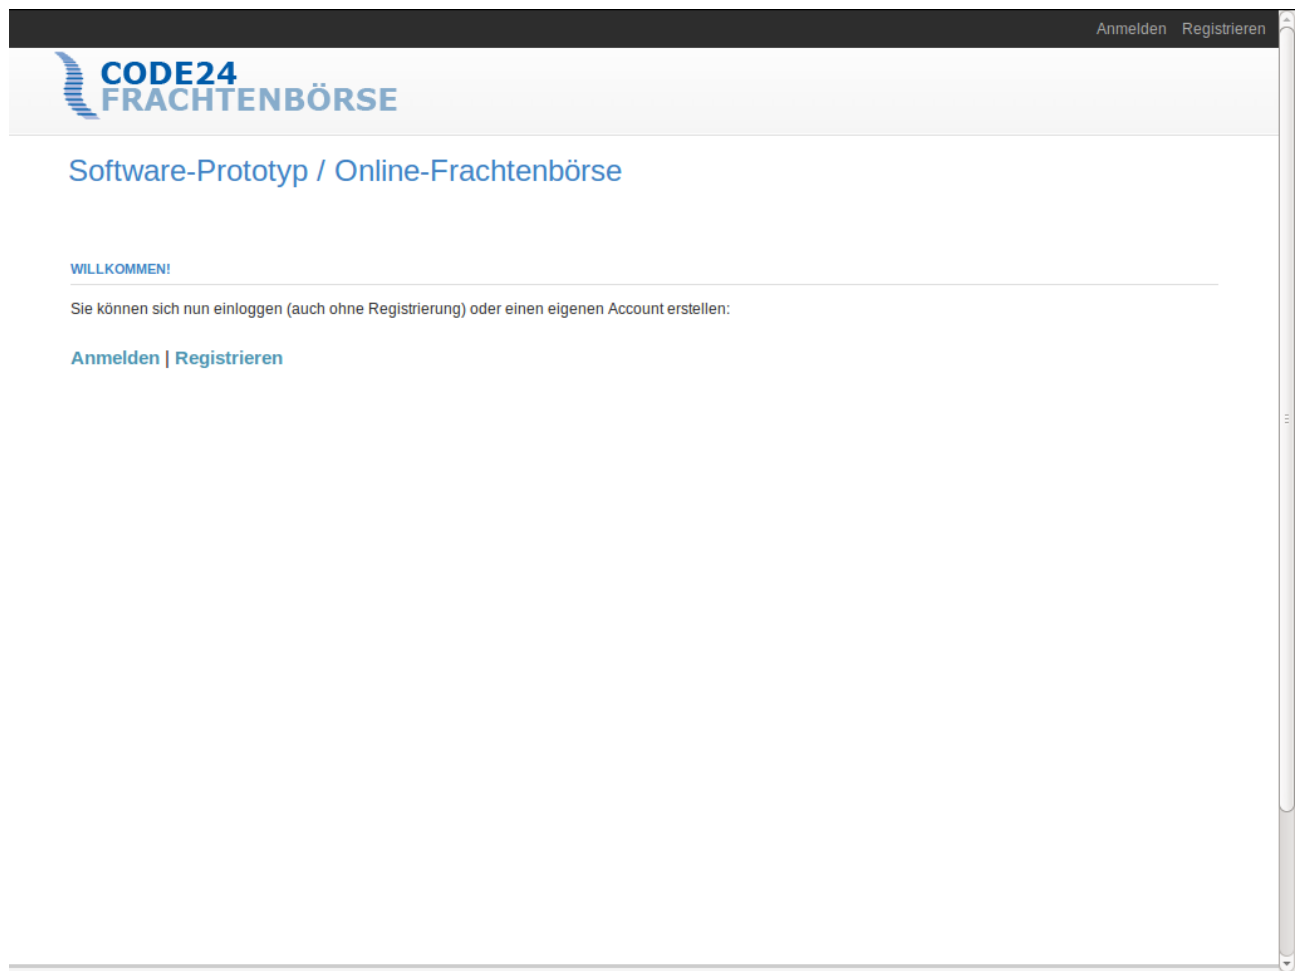 Anmelden Registrieren
CODE24
FRACHTENBÖRSE
Software-Prototyp / Online-Frachtenbörse
WILLKOMMEN!
Sie können sich nun einloggen (auch ohne Registrierung) oder einen eigenen Account erstellen:
Anmelden | Registrieren